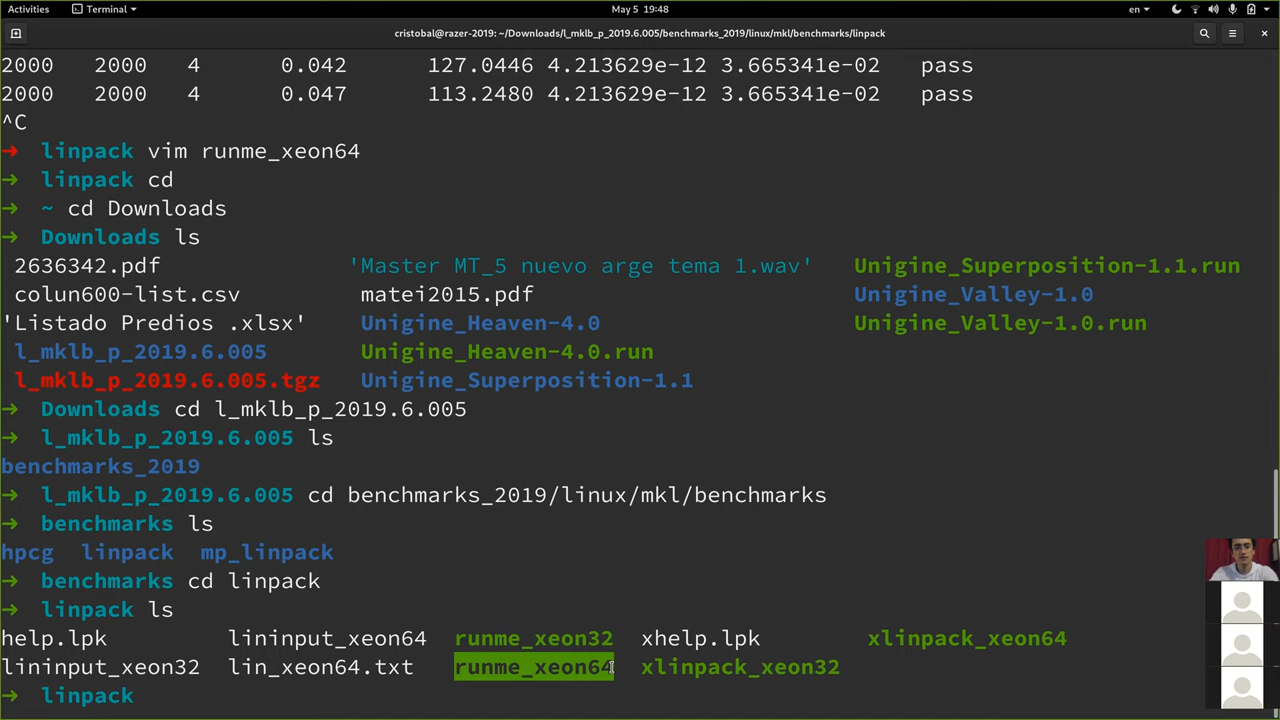 Activities Terminal May 5 19:48 en
cristobal@razer-2019: ~/Downloads/l_mklb_p_2019.6.005/benchmarks_2019/linux/mkl/benchmarks/linpack
2000 2000 4 0.042 127.0446 4.213629e-12 3.665341e-02 pass
2000 2000 4 0.047 113.2480 4.213629e-12 3.665341e-02 pass
^C
➜ linpack vim runme_xeon64
➜ linpack cd
➜ ~ cd Downloads
➜ Downloads ls
2636342.pdf 'Master MT_5 nuevo arge tema 1.wav' Unigine_Superposition-1.1.run
colun600-list.csv matei2015.pdf Unigine_Valley-1.0
'Listado Predios .xlsx' Unigine_Heaven-4.0 Unigine_Valley-1.0.run
l_mklb_p_2019.6.005 Unigine_Heaven-4.0.run
l_mklb_p_2019.6.005.tgz Unigine_Superposition-1.1
➜ Downloads cd l_mklb_p_2019.6.005
➜ l_mklb_p_2019.6.005 ls
benchmarks_2019
➜ l_mklb_p_2019.6.005 cd benchmarks_2019/linux/mkl/benchmarks
➜ benchmarks ls
hpcg linpack mp_linpack
➜ benchmarks cd linpack
➜ linpack ls
help.lpk lininput_xeon64 runme_xeon32 xhelp.lpk xlinpack_xeon64
lininput_xeon32 lin_xeon64.txt runme_xeon64 xlinpack_xeon32
➜ linpack